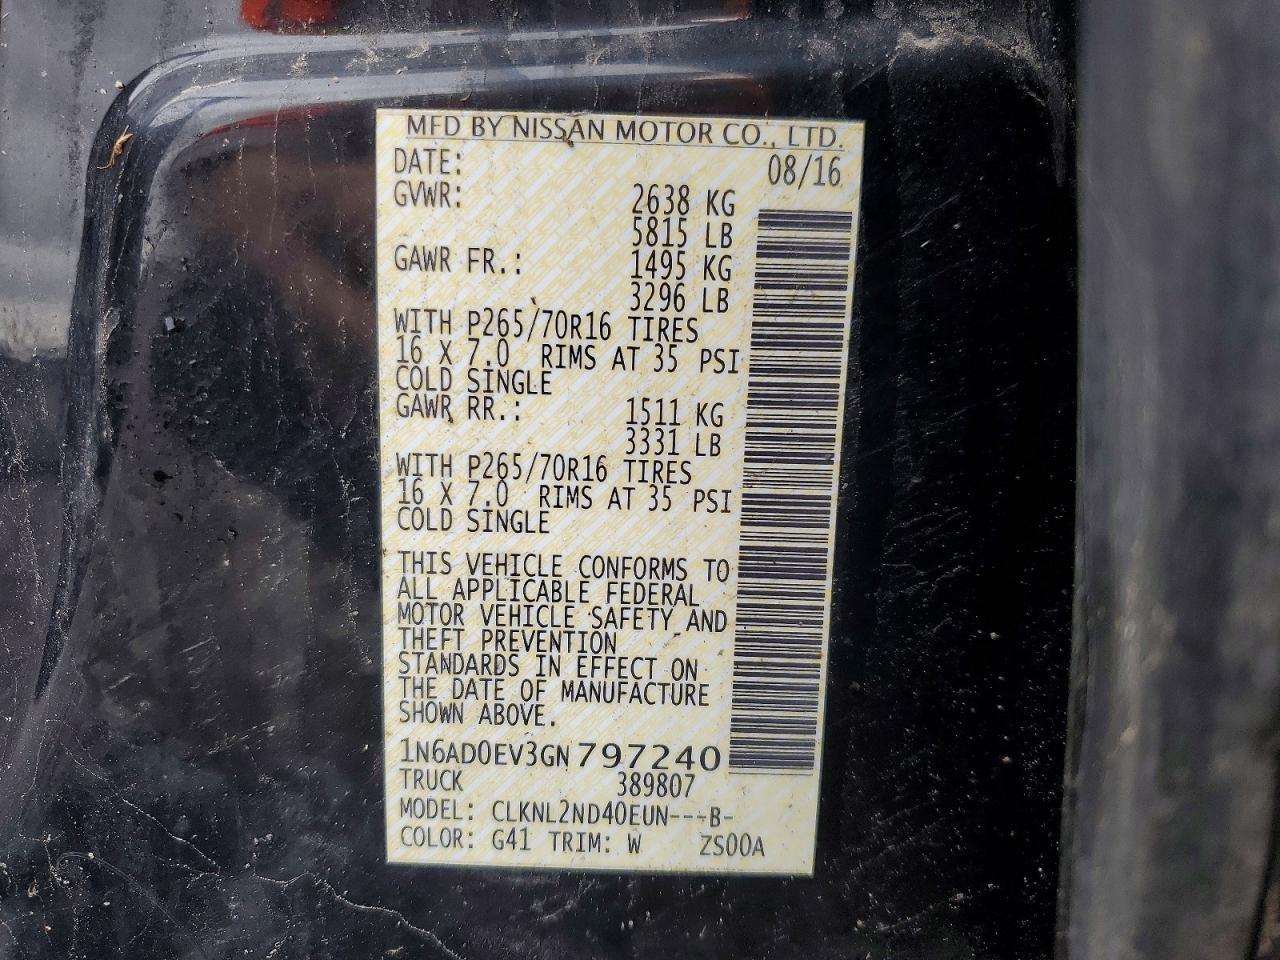 MFD BY NISSAN MOTOR CO., LTD.
DATE: 08/16
GVWR: 2638 KG
5815 LB
GAWR FR.: 1495 KG
3296 LB
WITH P265/70R16 TIRES
16 X 7.0 RIMS AT 35 PSI
COLD SINGLE
GAWR RR.: 1511 KG
3331 LB
WITH P265/70R16 TIRES
16 X 7.0 RIMS AT 35 PSI
COLD SINGLE
THIS VEHICLE CONFORMS TO
ALL APPLICABLE FEDERAL
MOTOR VEHICLE SAFETY AND
THEFT PREVENTION
STANDARDS IN EFFECT ON
THE DATE OF MANUFACTURE
SHOWN ABOVE.
1N6AD0EV3GN797240
TRUCK 389807
MODEL: CLKNL2ND40EUN---B-
COLOR: G41 TRIM: W ZS00A